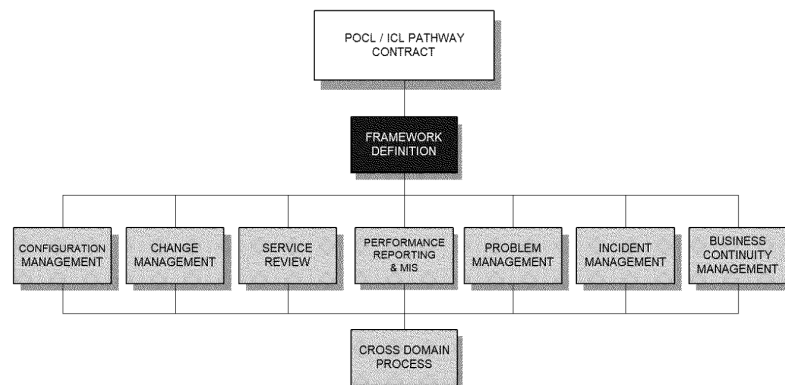 POCL / ICL PATHWAY
CONTRACT
FRAMEWORK
DEFINITION
CONFIGURATION
MANAGEMENT
CHANGE
MANAGEMENT
SERVICE
REVIEW
PERFORMANCE
REPORTING
& MIS
PROBLEM
MANAGEMENT
INCIDENT
MANAGEMENT
BUSINESS
CONTINUITY
MANAGEMENT
CROSS DOMAIN
PROCESS